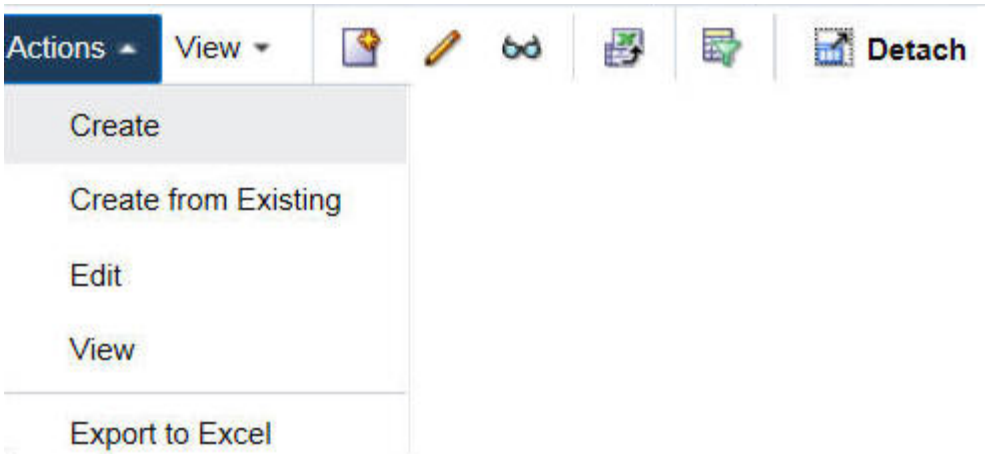 Actions View Detach
Create
Create from Existing
Edit
View
Export to Excel